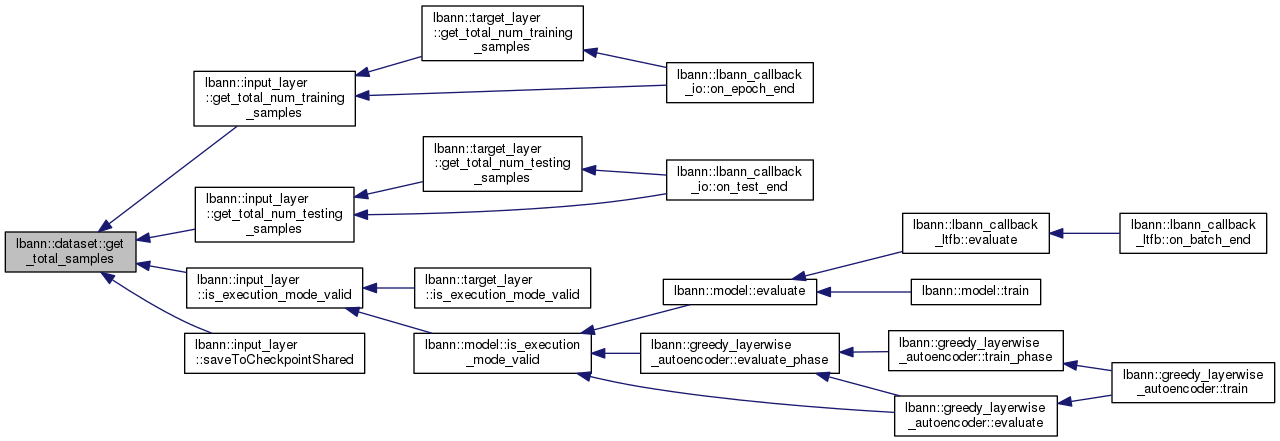 lbann::dataset::get
_total_samples
lbann::input_layer
::get_total_num_training
_samples
lbann::target_layer
::get_total_num_training
_samples
lbann::lbann_callback
_io::on_epoch_end
lbann::input_layer
::get_total_num_testing
_samples
lbann::target_layer
::get_total_num_testing
_samples
lbann::lbann_callback
_io::on_test_end
lbann::input_layer
::is_execution_mode_valid
lbann::target_layer
::is_execution_mode_valid
lbann::input_layer
::saveToCheckpointShared
lbann::model::is_execution
_mode_valid
lbann::model::evaluate
lbann::lbann_callback
_ltfb::evaluate
lbann::lbann_callback
_ltfb::on_batch_end
lbann::model::train
lbann::greedy_layerwise
_autoencoder::evaluate_phase
lbann::greedy_layerwise
_autoencoder::train_phase
lbann::greedy_layerwise
_autoencoder::evaluate
lbann::greedy_layerwise
_autoencoder::train